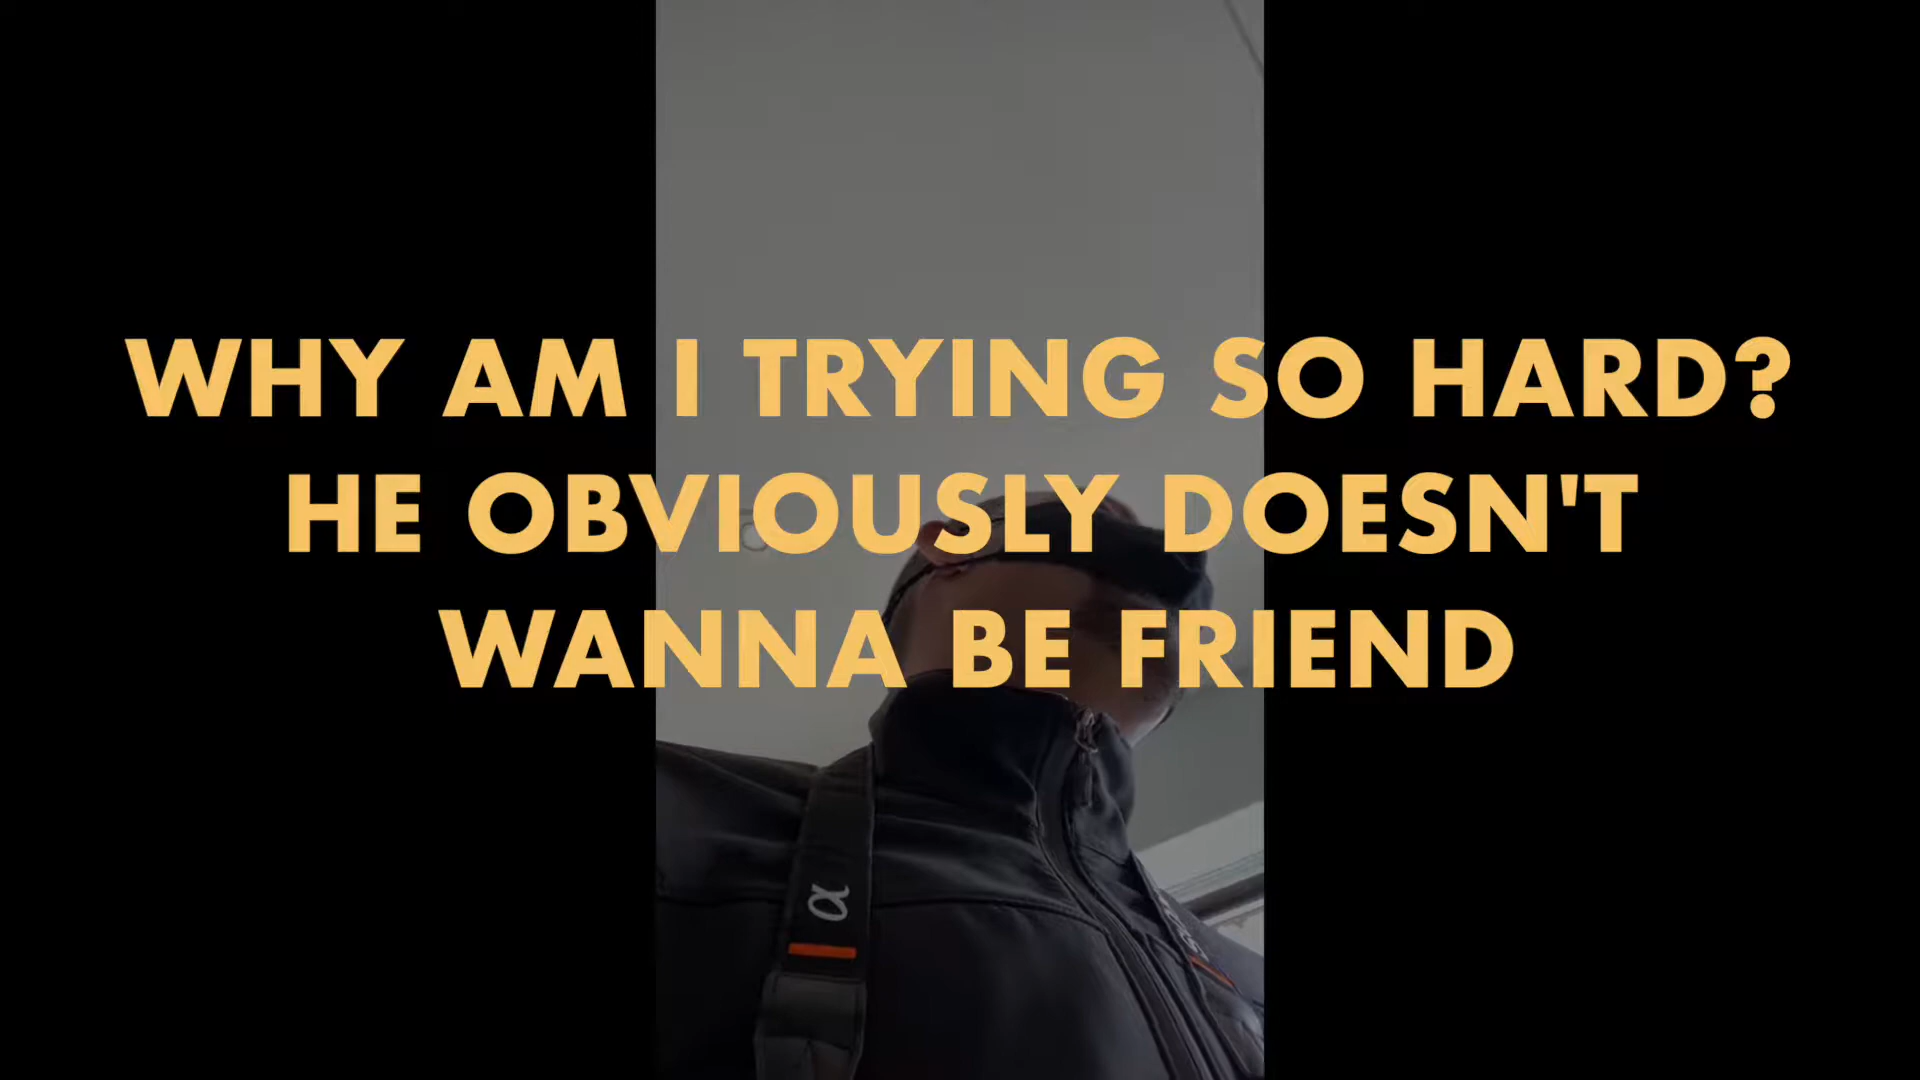 WHY AM I TRYING SO HARD?
HE OBVIOUSLY DOESN'T
WANNA BE FRIEND
α